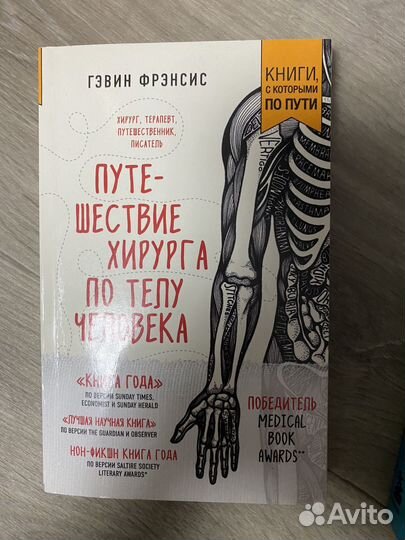 ГЭВИН ФРЭНСИС
КНИГИ,
С КОТОРЫМИ
ПО ПУТИ
ХИРУРГ, ТЕРАПЕВТ,
ПУТЕШЕСТВЕННИК,
ПИСАТЕЛЬ
ПУТЕ-
ШЕСТВИЕ
ХИРУРГА
ПО ТЕЛУ
ЧЕЛОВЕКА
«КНИГА ГОДА»
ПО ВЕРСИИ SUNDAY TIMES,
ECONOMIST И SUNDAY HERALD
«ЛУЧШАЯ НАУЧНАЯ КНИГА»
ПО ВЕРСИИ THE GUARDIAN И OBSERVER
НОН-ФИКШН КНИГА ГОДА
ПО ВЕРСИИ SALTIRE SOCIETY
LITERARY AWARDS*
ПОБЕДИТЕЛЬ
MEDICAL
BOOK
AWARDS**
Avito